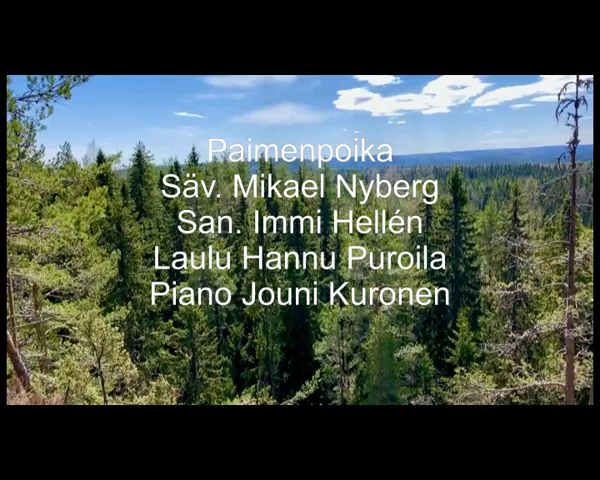 Paimenpoika
Säv. Mikael Nyberg
San. Immi Hellén
Laulu Hannu Puroila
Piano Jouni Kuronen